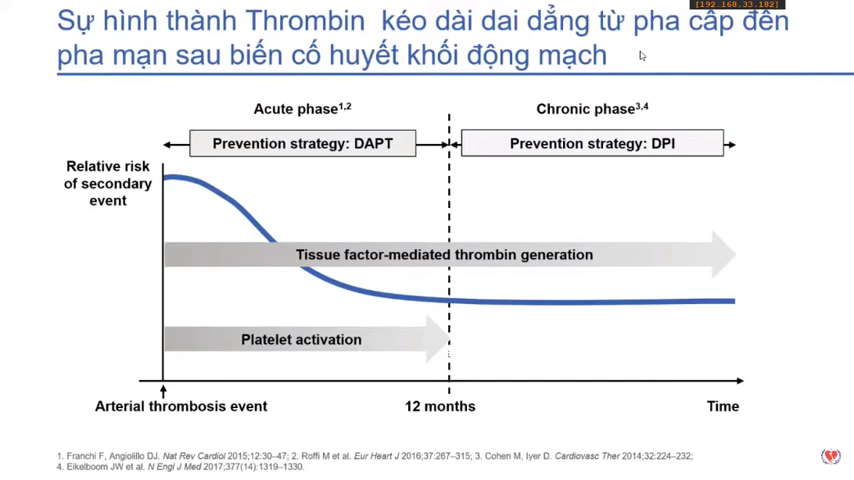 [192.168.33.182]
Sự hình thành Thrombin kéo dài dai dẳng từ pha cấp đến
pha mạn sau biến cố huyết khối động mạch
Acute phase1,2
Chronic phase3,4
Prevention strategy: DAPT
Prevention strategy: DPI
Relative risk
of secondary
event
Tissue factor-mediated thrombin generation
Platelet activation
Arterial thrombosis event
12 months
Time
1. Franchi F, Angiolillo DJ. Nat Rev Cardiol 2015;12:30–47; 2. Roffi M et al. Eur Heart J 2016;37:267–315; 3. Cohen M, Iyer D. Cardiovasc Ther 2014;32:224–232;
4. Eikelboom JW et al. N Engl J Med 2017;377(14):1319–1330.